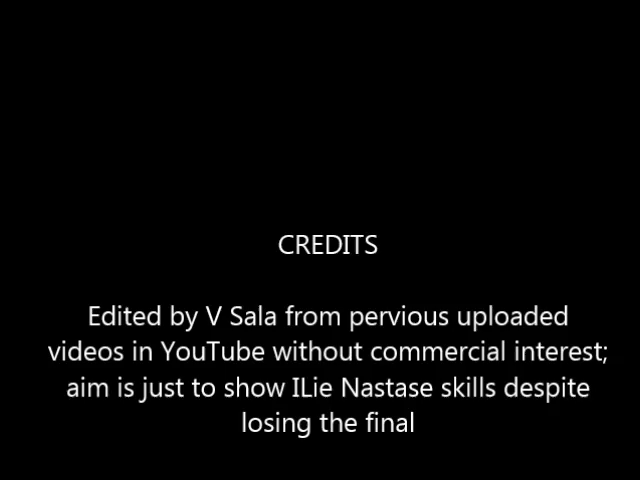 CREDITS
Edited by V Sala from pervious uploaded
videos in YouTube without commercial interest;
aim is just to show ILie Nastase skills despite
losing the final